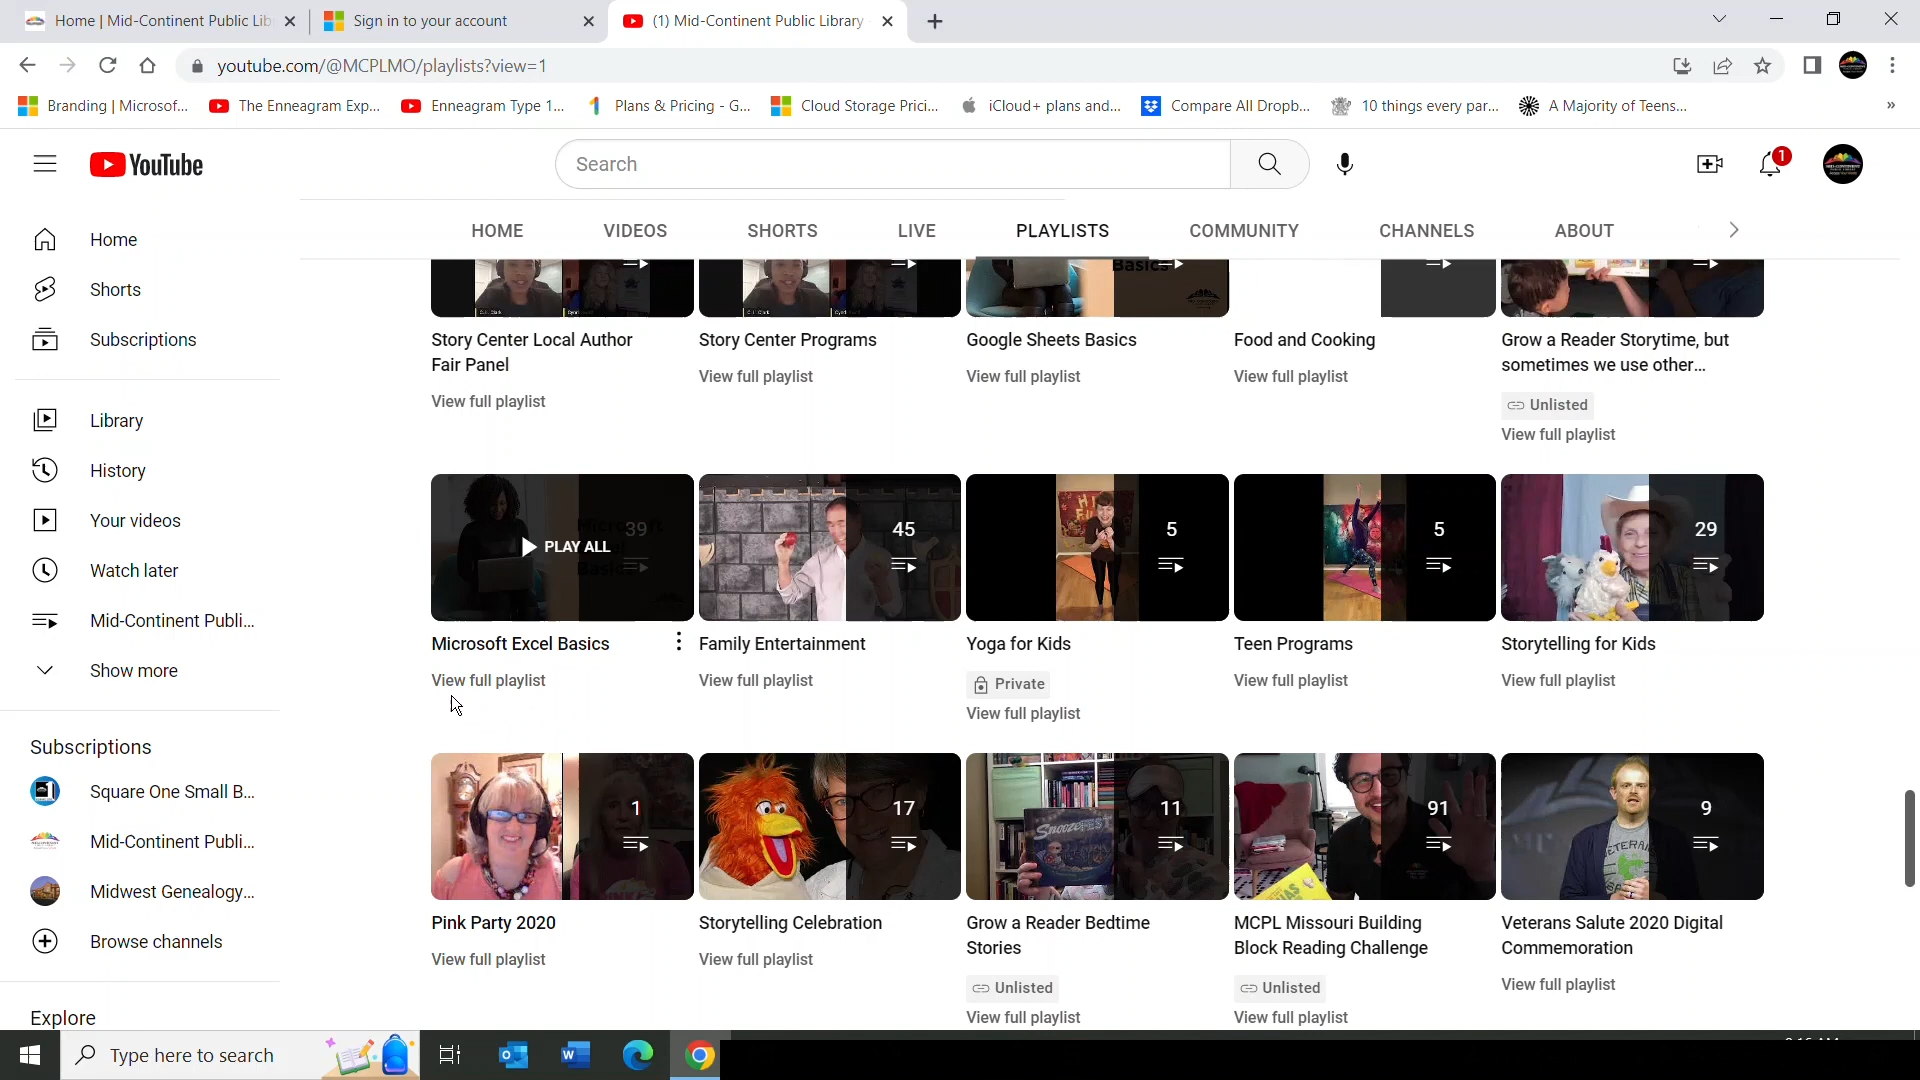 Home | Mid-Continent Public Lib
Sign in to your account
(1) Mid-Continent Public Library
youtube.com/@MCPLMO/playlists?view=1
Branding | Microsof...
The Enneagram Exp...
Enneagram Type 1...
Plans & Pricing - G...
Cloud Storage Prici...
iCloud+ plans and...
Compare All Dropb...
10 things every par...
A Majority of Teens...
»
YouTube
Search
1
HOME
VIDEOS
SHORTS
LIVE
PLAYLISTS
COMMUNITY
CHANNELS
ABOUT
Home
Shorts
Subscriptions
Library
History
Your videos
Watch later
Mid-Continent Publi...
Show more
Subscriptions
Square One Small B...
Mid-Continent Publi...
Midwest Genealogy...
Browse channels
Explore
Basics
Story Center Local Author
Fair Panel
View full playlist
Story Center Programs
View full playlist
Google Sheets Basics
View full playlist
Food and Cooking
View full playlist
Grow a Reader Storytime, but
sometimes we use other...
Unlisted
View full playlist
39
PLAY ALL
Microsoft Excel Basics
View full playlist
45
Family Entertainment
View full playlist
5
Yoga for Kids
Private
View full playlist
5
Teen Programs
View full playlist
29
Storytelling for Kids
View full playlist
1
Pink Party 2020
View full playlist
17
Storytelling Celebration
View full playlist
SNOOZEFEST
11
Grow a Reader Bedtime
Stories
Unlisted
View full playlist
91
MCPL Missouri Building
Block Reading Challenge
Unlisted
View full playlist
9
Veterans Salute 2020 Digital
Commemoration
View full playlist
Type here to search